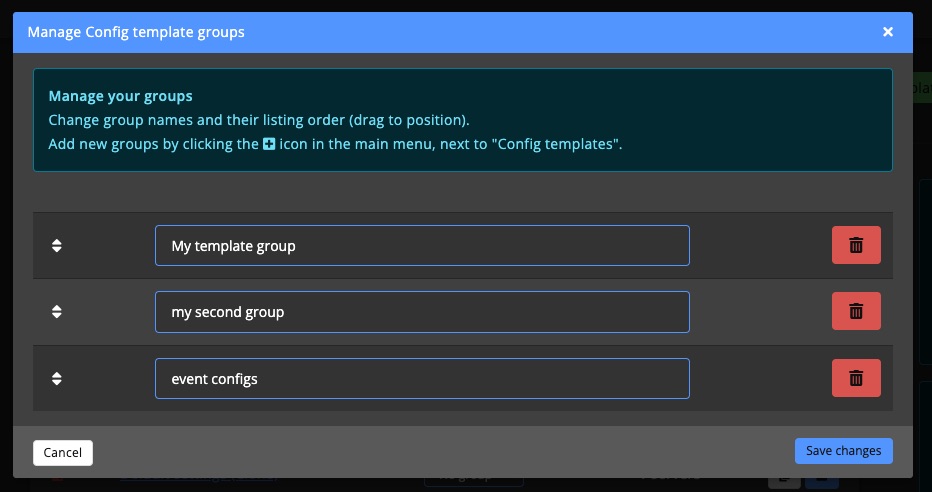 Manage Config template groups
Manage your groups
Change group names and their listing order (drag to position).
Add new groups by clicking the icon in the main menu, next to "Config templates".
My template group
my second group
event configs
Cancel
Save changes